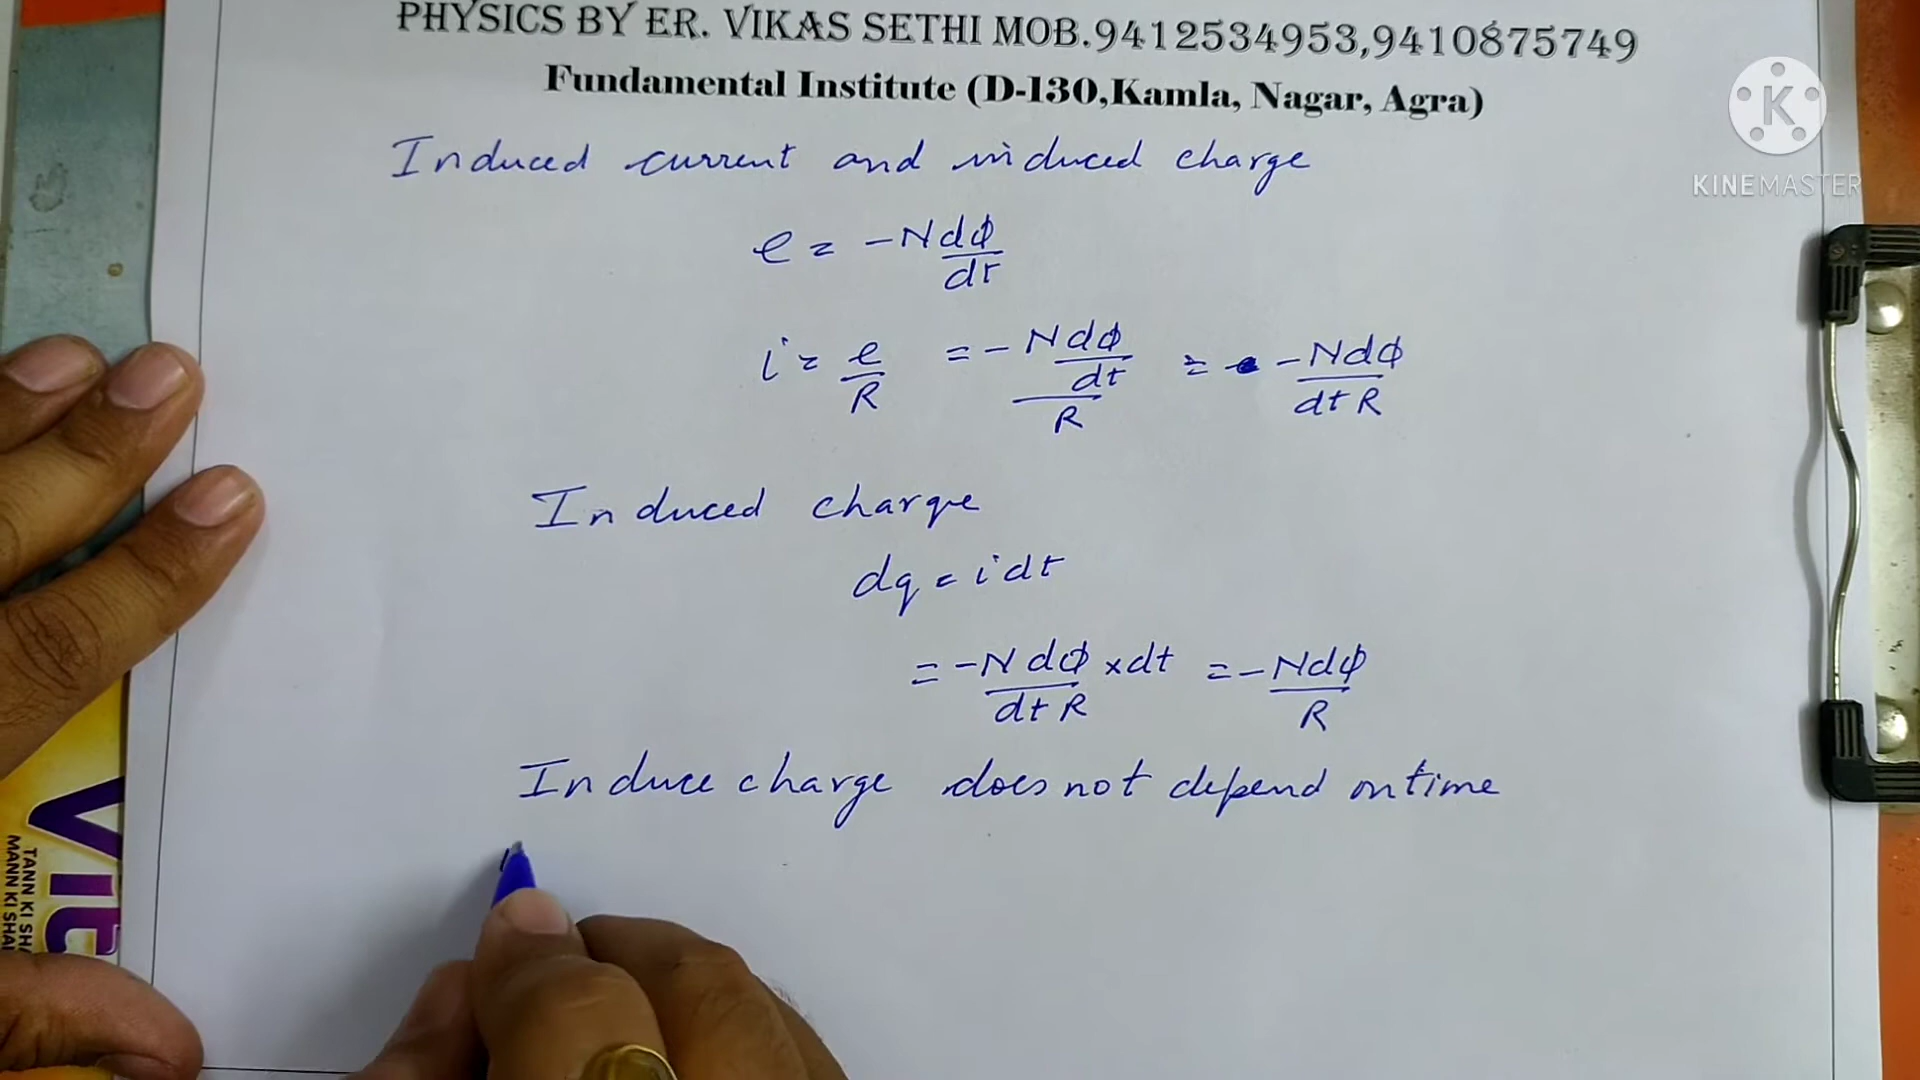 PHYSICS BY ER. VIKAS SETHI MOB.9412534953,9410875749
Fundamental Institute (D-130,Kamla, Nagar, Agra)
K
KINEMASTER
Induced current and induced charge
e = -N dφ/dt
i = e/R = -N dφ/dt / R = - N dφ / dt R
Induced charge
dq = i dt
= -N dφ / dt R × dt = - N dφ / R
Induce charge does not depend on time
TANN KI SH
MANN KI SHA